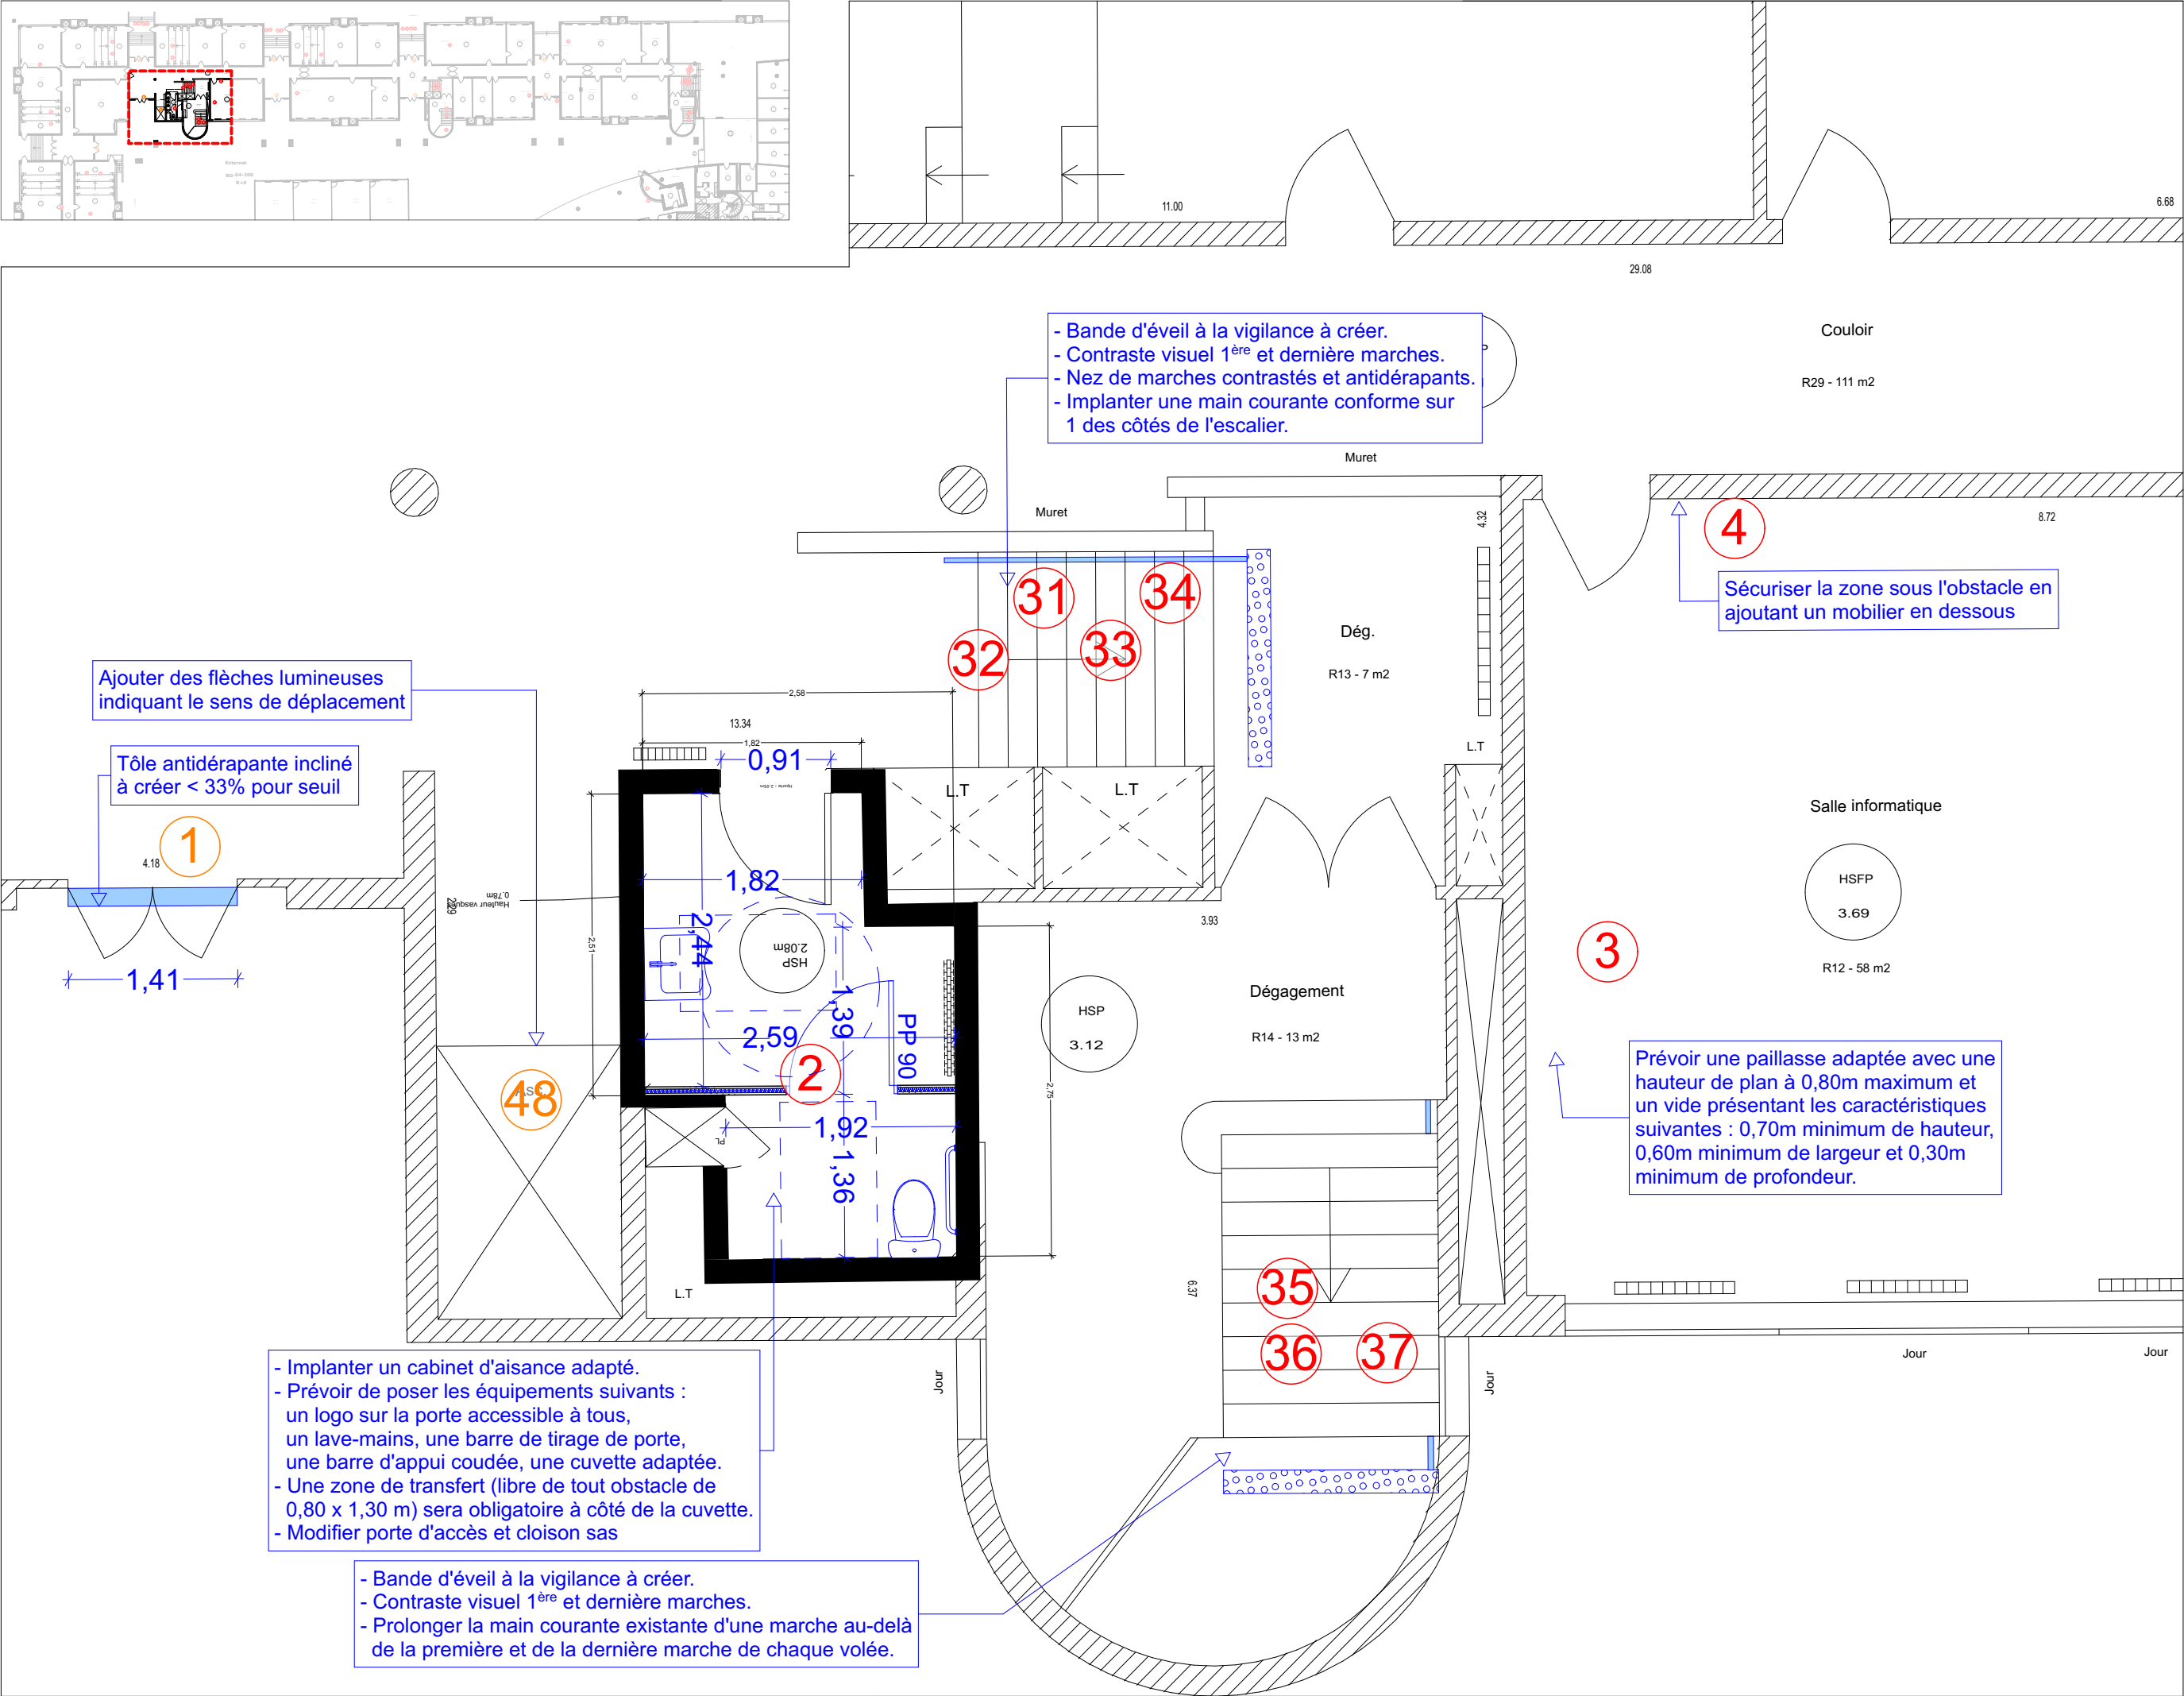 External
11.00
6.68
29.08
Couloir
R29 - 111 m2
- Bande d'éveil à la vigilance à créer.
- Contraste visuel 1ère et dernière marches.
- Nez de marches contrastés et antidérapants.
- Implanter une main courante conforme sur
1 des côtés de l'escalier.
Muret
Muret
4.32
8.72
4
Sécuriser la zone sous l'obstacle en
ajoutant un mobilier en dessous
31
34
32
33
Dég.
R13 - 7 m2
L.T
Ajouter des flèches lumineuses
indiquant le sens de déplacement
Tôle antidérapante incliné
à créer < 33% pour seuil
1
4.18
1,41
2,58
13.34
1,82
0,91
L.T
L.T
Salle informatique
HSFP
3.69
R12 - 58 m2
3
1,82
2.29
Hauteur vasque
0.78m
2,51
2,44
HSP
2.08m
1,39
PP 90
2,59
2
3.93
HSP
3.12
Dégagement
R14 - 13 m2
2,75
48
1,92
PL
1,36
L.T
Prévoir une paillasse adaptée avec une
hauteur de plan à 0,80m maximum et
un vide présentant les caractéristiques
suivantes : 0,70m minimum de hauteur,
0,60m minimum de largeur et 0,30m
minimum de profondeur.
6.37
35
36
37
Jour
Jour
Jour
Jour
- Implanter un cabinet d'aisance adapté.
- Prévoir de poser les équipements suivants :
un logo sur la porte accessible à tous,
un lave-mains, une barre de tirage de porte,
une barre d'appui coudée, une cuvette adaptée.
- Une zone de transfert (libre de tout obstacle de
0,80 x 1,30 m) sera obligatoire à côté de la cuvette.
- Modifier porte d'accès et cloison sas
- Bande d'éveil à la vigilance à créer.
- Contraste visuel 1ère et dernière marches.
- Prolonger la main courante existante d'une marche au-delà
de la première et de la dernière marche de chaque volée.